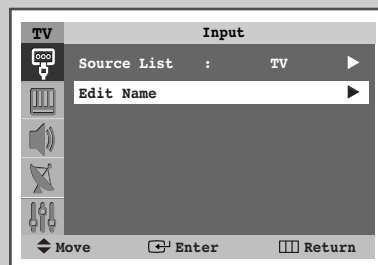 TV Input
Source List : TV
Edit Name
Move Enter Return